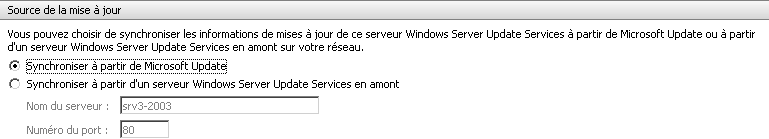 Source de la mise à jour
Vous pouvez choisir de synchroniser les informations de mises à jour de ce serveur Windows Server Update Services à partir de Microsoft Update ou à partir
d'un serveur Windows Server Update Services en amont sur votre réseau.
Synchroniser à partir de Microsoft Update
Synchroniser à partir d'un serveur Windows Server Update Services en amont
Nom du serveur : srv3-2003
Numéro du port : 80